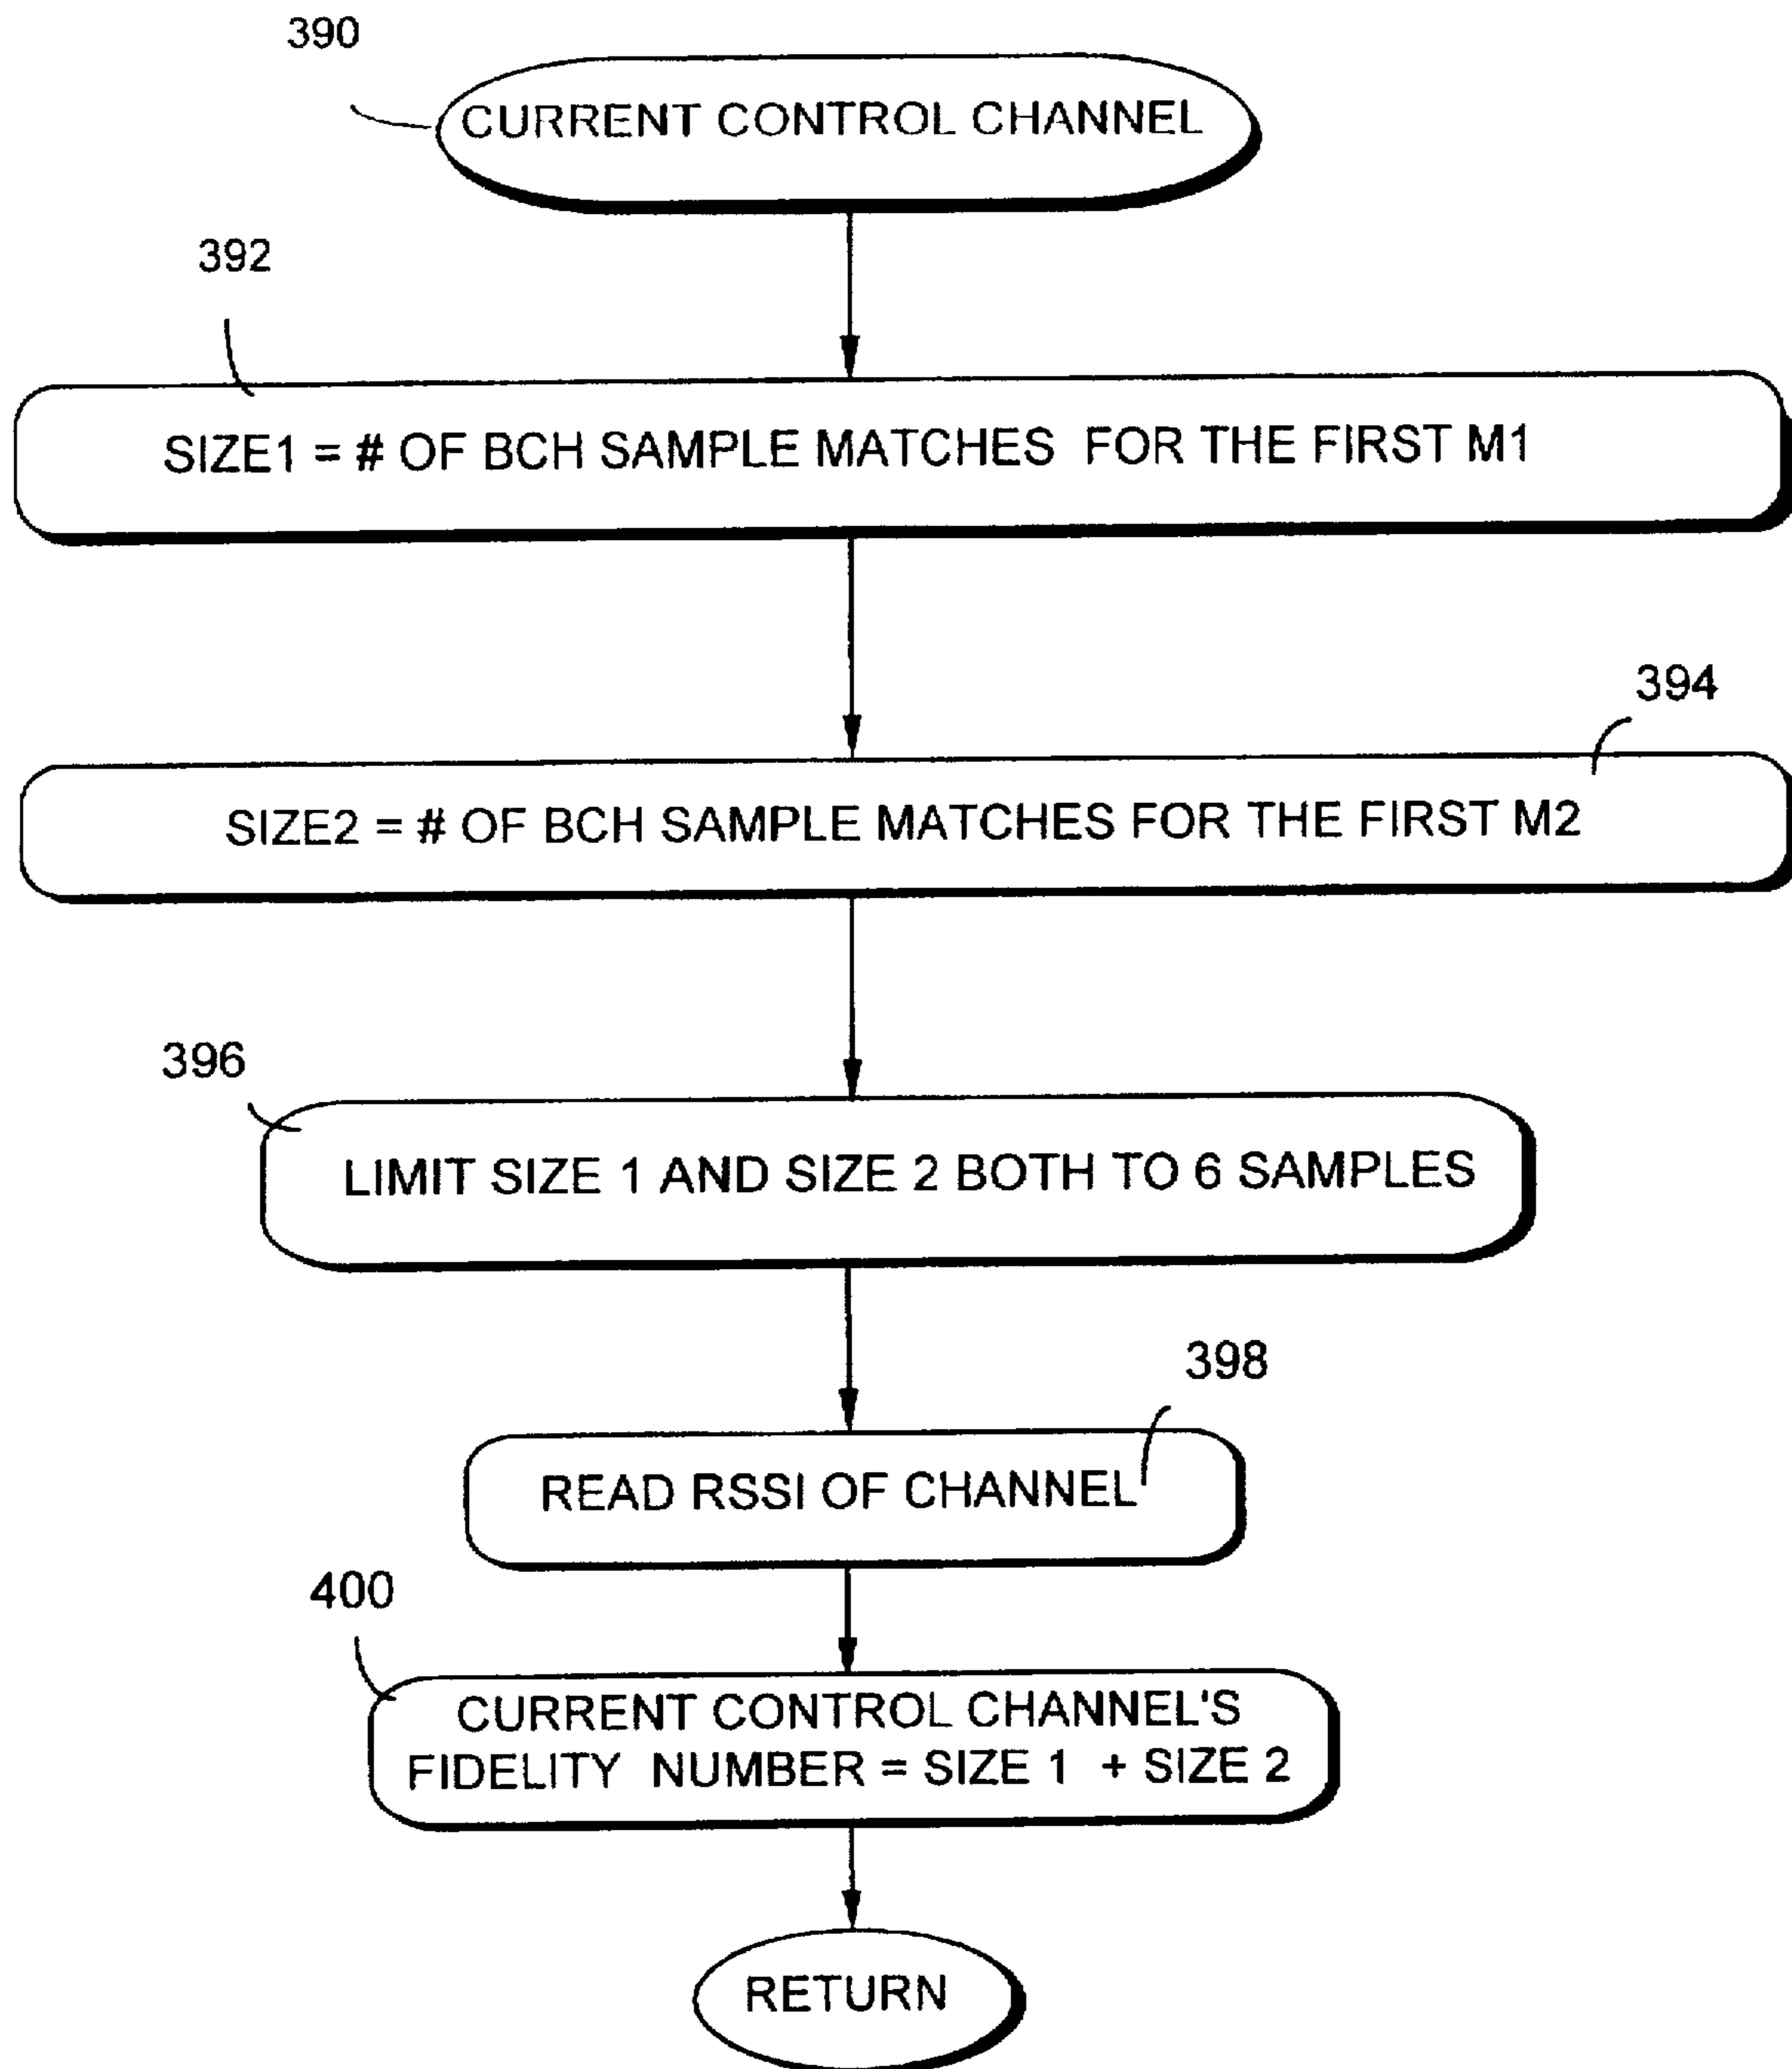 390
CURRENT CONTROL CHANNEL
392
SIZE1 = # OF BCH SAMPLE MATCHES FOR THE FIRST M1
394
SIZE2 = # OF BCH SAMPLE MATCHES FOR THE FIRST M2
396
LIMIT SIZE 1 AND SIZE 2 BOTH TO 6 SAMPLES
398
READ RSSI OF CHANNEL
400
CURRENT CONTROL CHANNEL'S
FIDELITY NUMBER = SIZE 1 + SIZE 2
RETURN